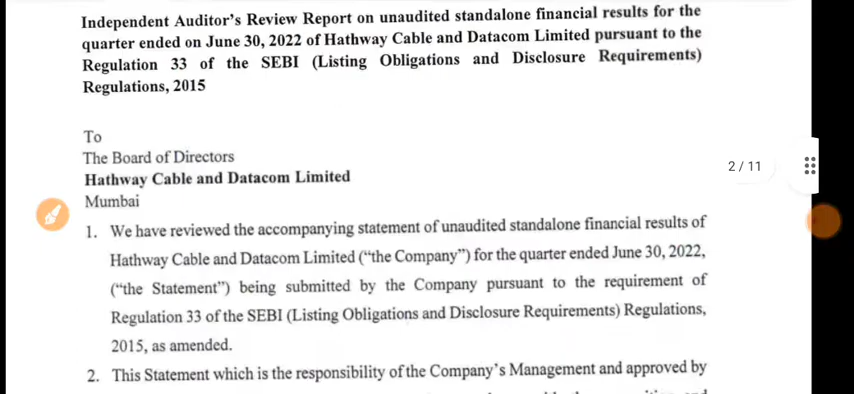 Independent Auditor's Review Report on unaudited standalone financial results for the
quarter ended on June 30, 2022 of Hathway Cable and Datacom Limited pursuant to the
Regulation 33 of the SEBI (Listing Obligations and Disclosure Requirements)
Regulations, 2015
To
The Board of Directors
Hathway Cable and Datacom Limited
2 / 11
Mumbai
1. We have reviewed the accompanying statement of unaudited standalone financial results of
Hathway Cable and Datacom Limited ("the Company") for the quarter ended June 30, 2022,
("the Statement") being submitted by the Company pursuant to the requirement of
Regulation 33 of the SEBI (Listing Obligations and Disclosure Requirements) Regulations,
2015, as amended.
2. This Statement which is the responsibility of the Company's Management and approved by